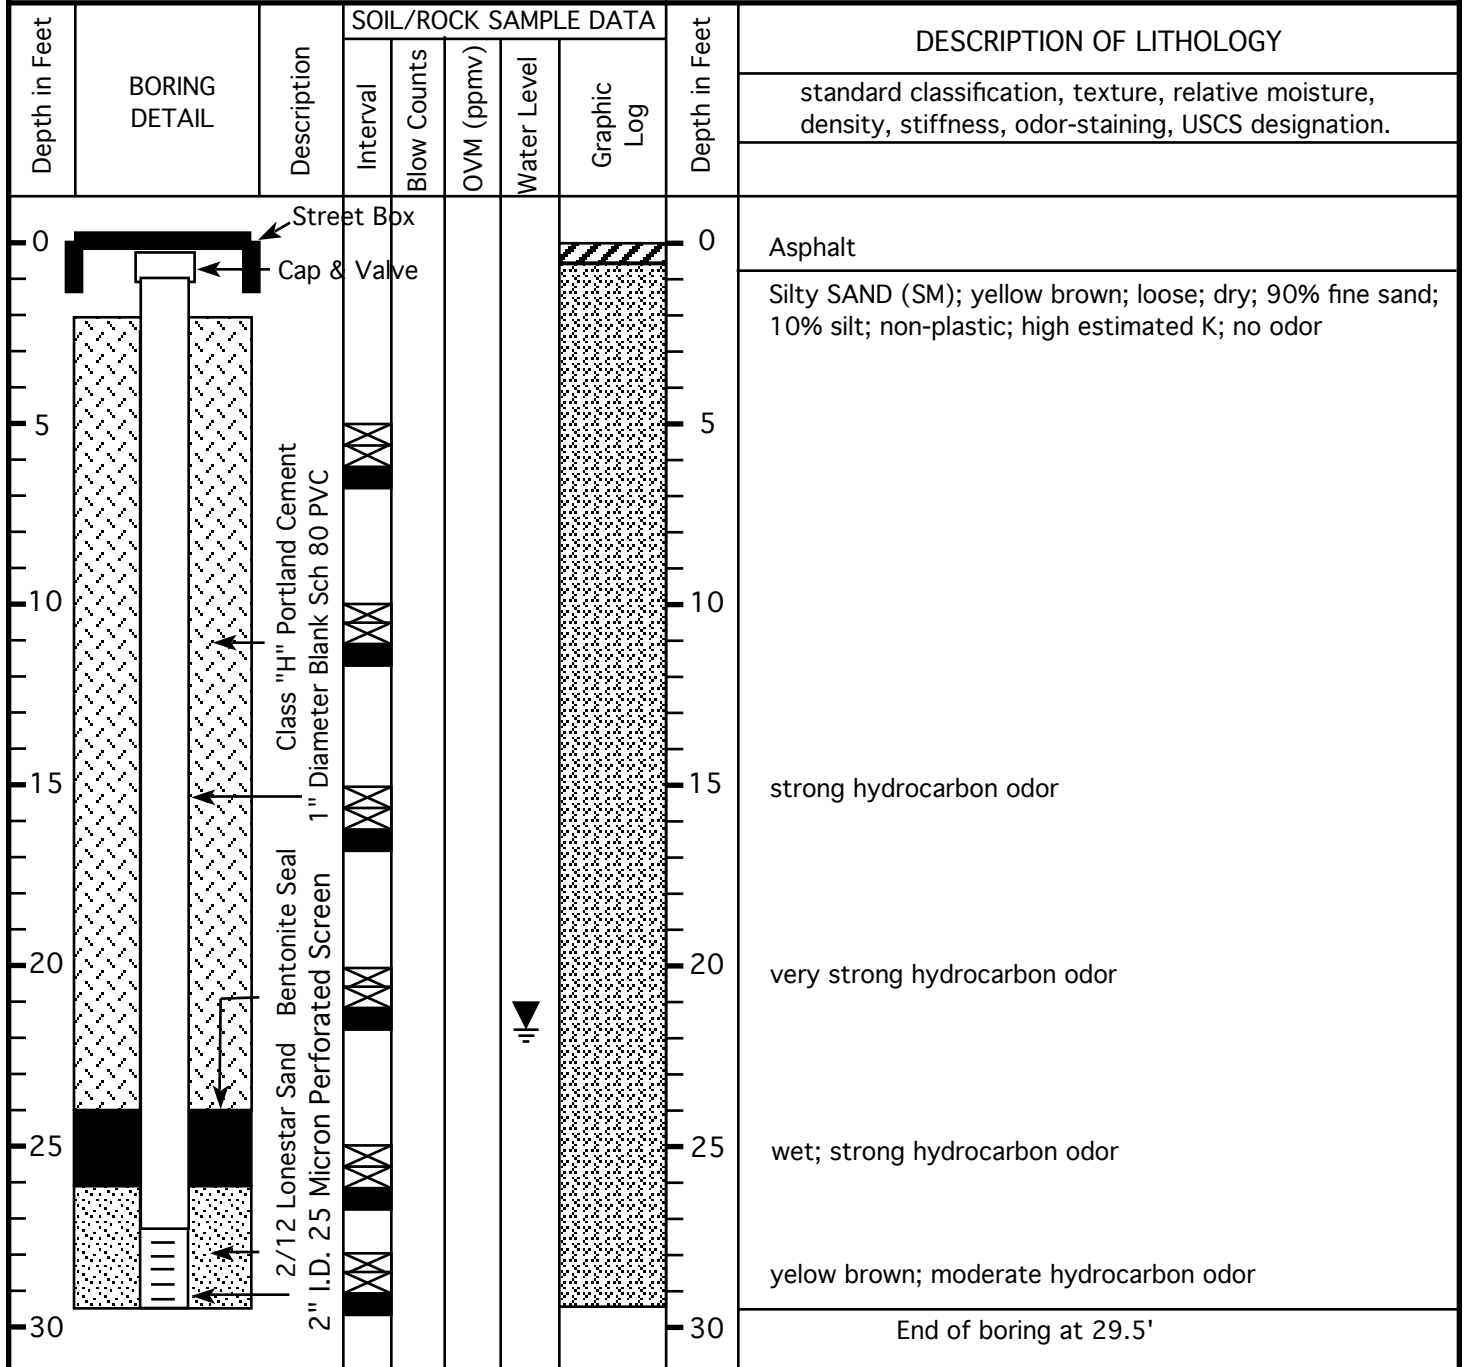 SOIL/ROCK SAMPLE DATA
Depth in Feet
BORING
DETAIL
Description
Interval
Blow Counts
OVM (ppmv)
Water Level
Graphic
Log
Depth in Feet
DESCRIPTION OF LITHOLOGY
standard classification, texture, relative moisture,
density, stiffness, odor-staining, USCS designation.
Street Box
Cap & Valve
0
5
10
15
20
25
30
Class "H" Portland Cement
1" Diameter Blank Sch 80 PVC
Bentonite Seal
2/12 Lonestar Sand
2" I.D. 25 Micron Perforated Screen
0
5
10
15
20
25
30
Asphalt
Silty SAND (SM); yellow brown; loose; dry; 90% fine sand;
10% silt; non-plastic; high estimated K; no odor
strong hydrocarbon odor
very strong hydrocarbon odor
wet; strong hydrocarbon odor
yelow brown; moderate hydrocarbon odor
End of boring at 29.5'